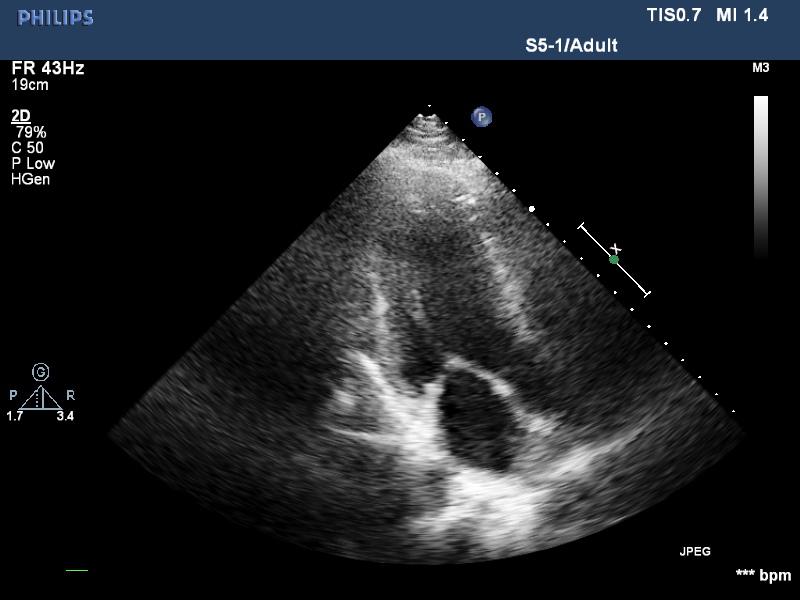 PHILIPS
TIS0.7 MI 1.4
S5-1/Adult
FR 43Hz
19cm
M3
2D
79%
C 50
P Low
HGen
P
X
G
P R
1.7 3.4
JPEG
*** bpm